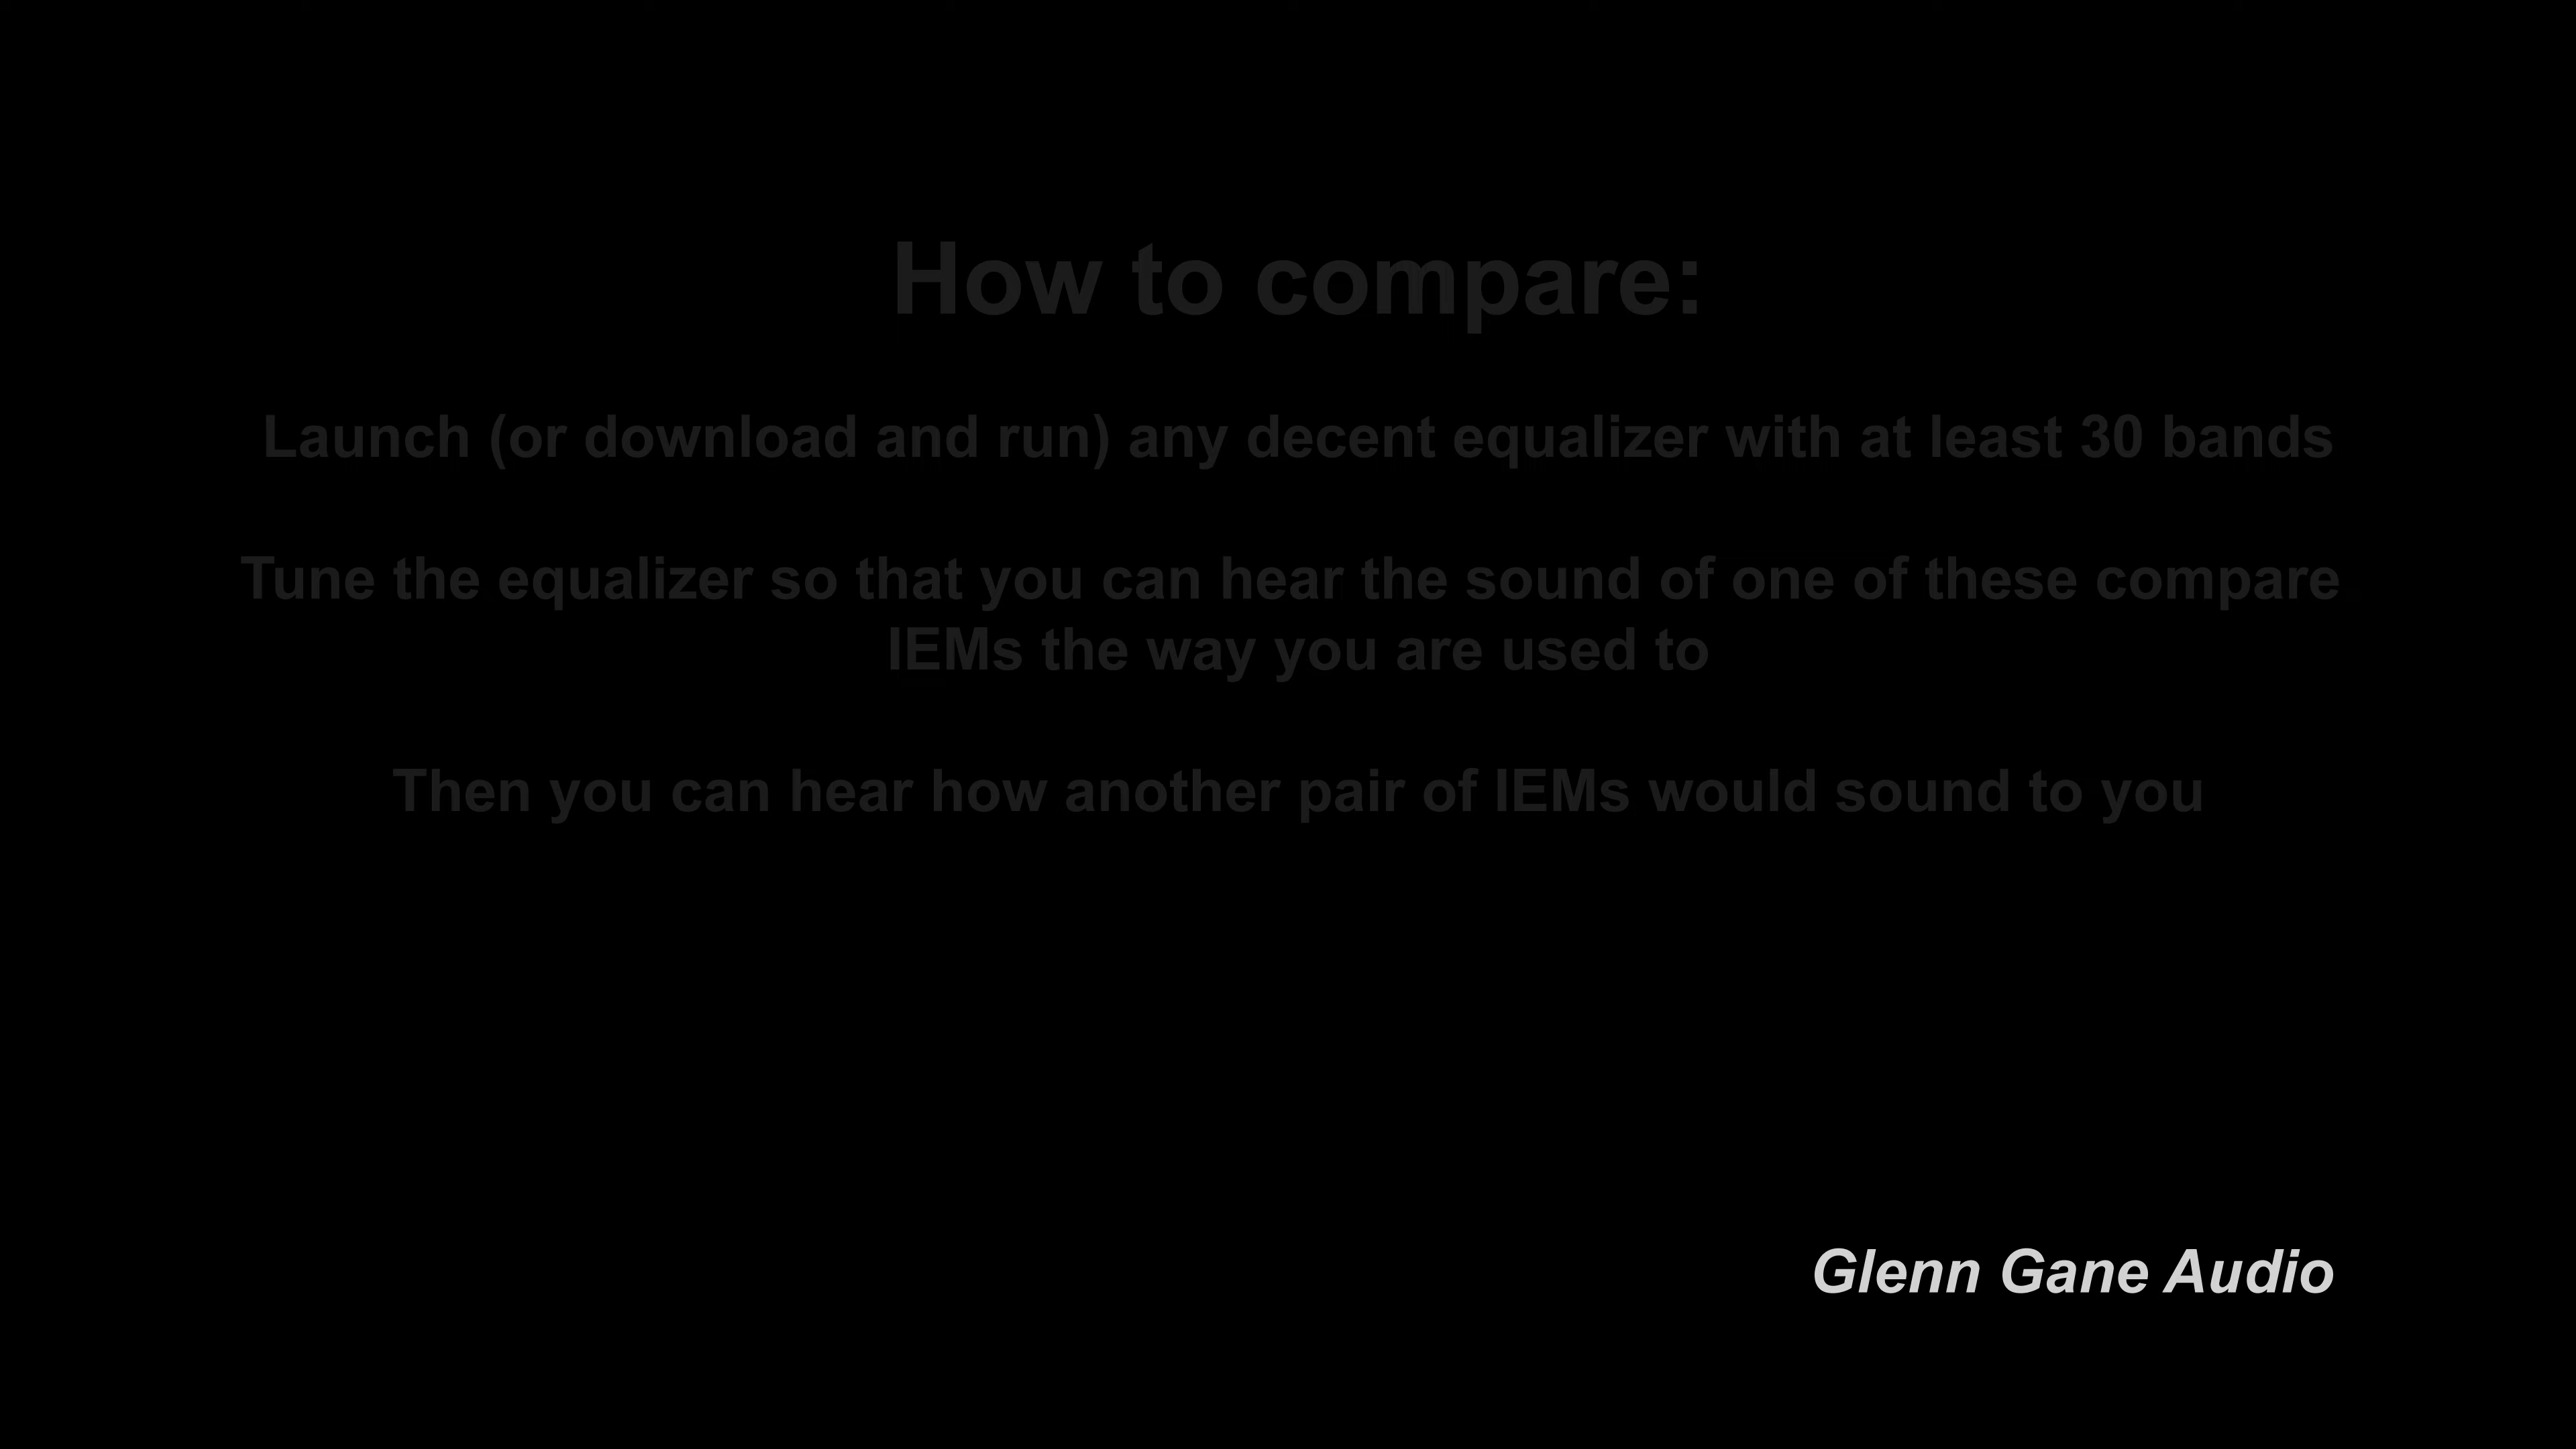 How to compare:
Launch (or download and run) any decent equalizer with at least 30 bands
Tune the equalizer so that you can hear the sound of one of these compare
IEMs the way you are used to
Then you can hear how another pair of IEMs would sound to you
Glenn Gane Audio